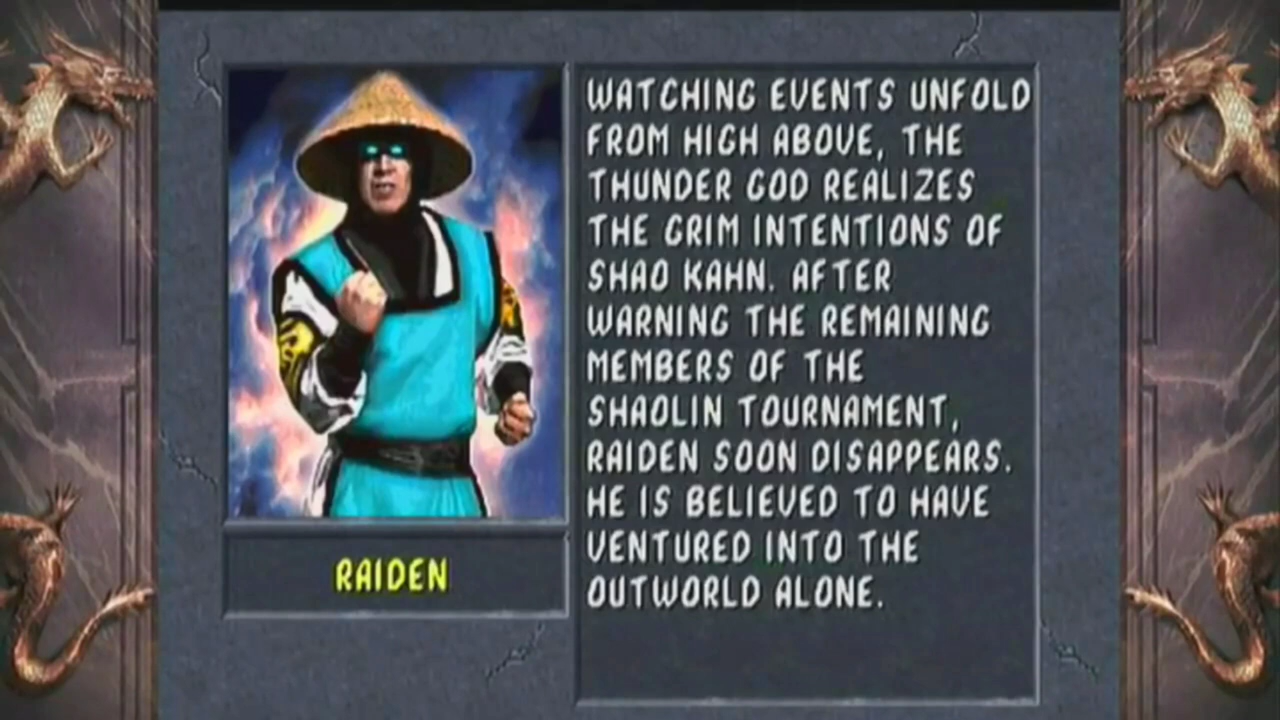 WATCHING EVENTS UNFOLD
FROM HIGH ABOVE, THE
THUNDER GOD REALIZES
THE GRIM INTENTIONS OF
SHAO KAHN. AFTER
WARNING THE REMAINING
MEMBERS OF THE
SHAOLIN TOURNAMENT,
RAIDEN SOON DISAPPEARS.
HE IS BELIEVED TO HAVE
VENTURED INTO THE
OUTWORLD ALONE.
RAIDEN